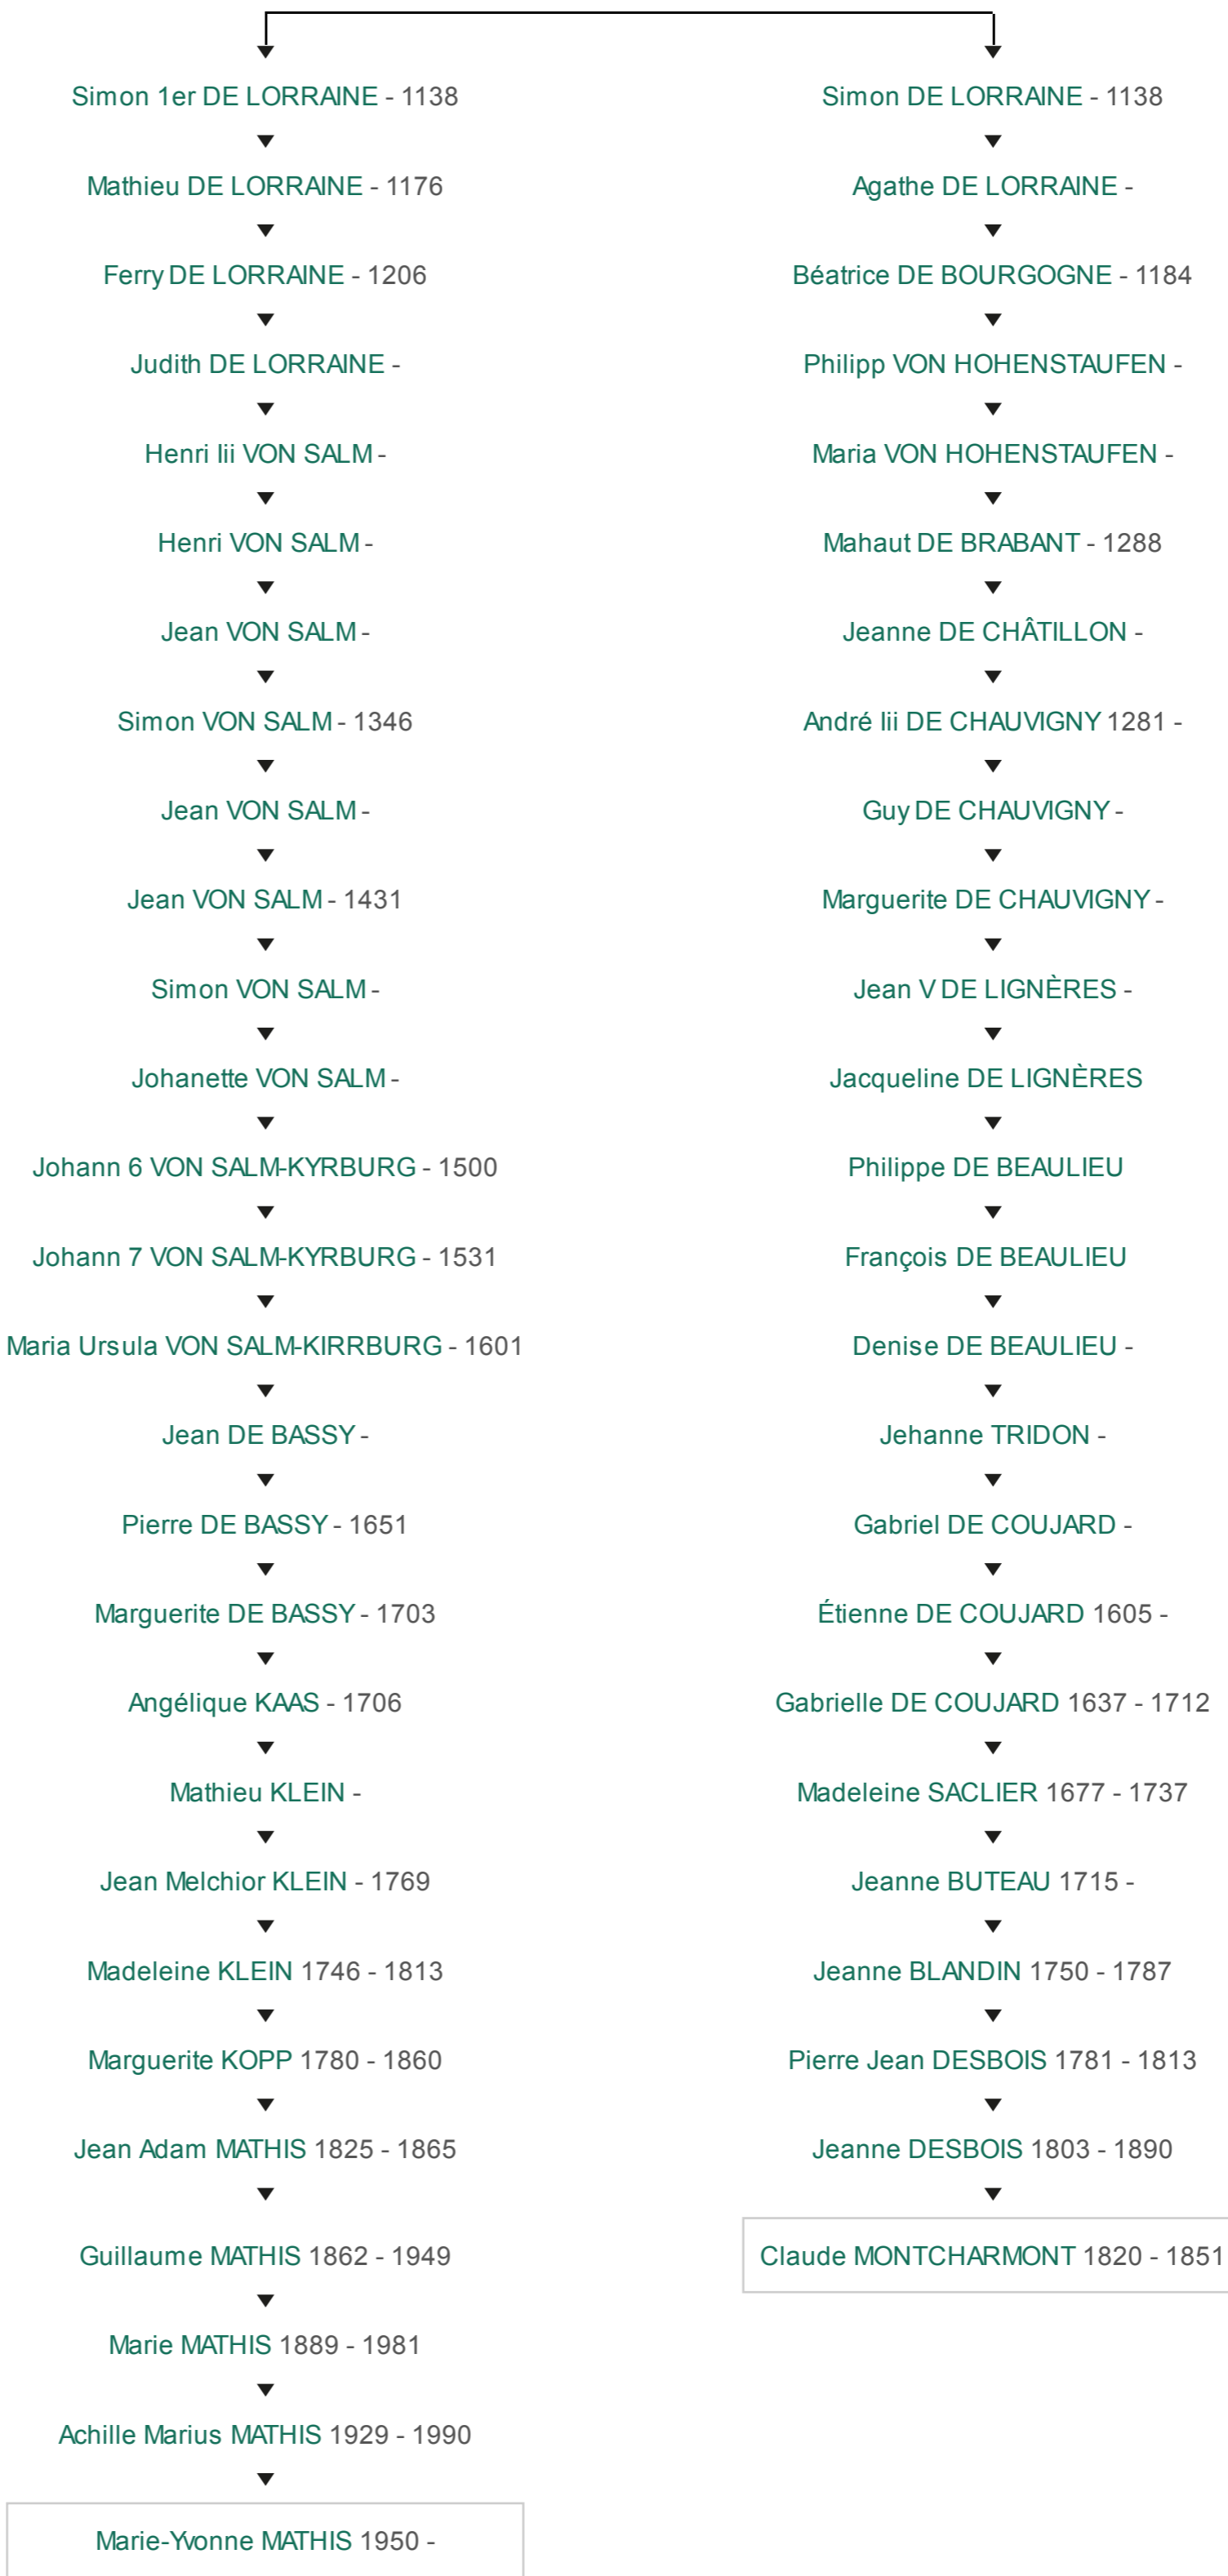 Simon 1er DE LORRAINE - 1138
Mathieu DE LORRAINE - 1176
Ferry DE LORRAINE - 1206
Judith DE LORRAINE -
Henri Iii VON SALM -
Henri VON SALM -
Jean VON SALM -
Simon VON SALM - 1346
Jean VON SALM -
Jean VON SALM - 1431
Simon VON SALM -
Johanette VON SALM -
Johann 6 VON SALM-KYRBURG - 1500
Johann 7 VON SALM-KYRBURG - 1531
Maria Ursula VON SALM-KIRRBURG - 1601
Jean DE BASSY -
Pierre DE BASSY - 1651
Marguerite DE BASSY - 1703
Angélique KAAS - 1706
Mathieu KLEIN -
Jean Melchior KLEIN - 1769
Madeleine KLEIN 1746 - 1813
Marguerite KOPP 1780 - 1860
Jean Adam MATHIS 1825 - 1865
Guillaume MATHIS 1862 - 1949
Marie MATHIS 1889 - 1981
Achille Marius MATHIS 1929 - 1990
Marie-Yvonne MATHIS 1950 -
Simon DE LORRAINE - 1138
Agathe DE LORRAINE -
Béatrice DE BOURGOGNE - 1184
Philipp VON HOHENSTAUFEN -
Maria VON HOHENSTAUFEN -
Mahaut DE BRABANT - 1288
Jeanne DE CHÂTILLON -
André Iii DE CHAUVIGNY 1281 -
Guy DE CHAUVIGNY -
Marguerite DE CHAUVIGNY -
Jean V DE LIGNÈRES -
Jacqueline DE LIGNÈRES
Philippe DE BEAULIEU
François DE BEAULIEU
Denise DE BEAULIEU -
Jehanne TRIDON -
Gabriel DE COUJARD -
Étienne DE COUJARD 1605 -
Gabrielle DE COUJARD 1637 - 1712
Madeleine SACLIER 1677 - 1737
Jeanne BUTEAU 1715 -
Jeanne BLANDIN 1750 - 1787
Pierre Jean DESBOIS 1781 - 1813
Jeanne DESBOIS 1803 - 1890
Claude MONTCHARMONT 1820 - 1851